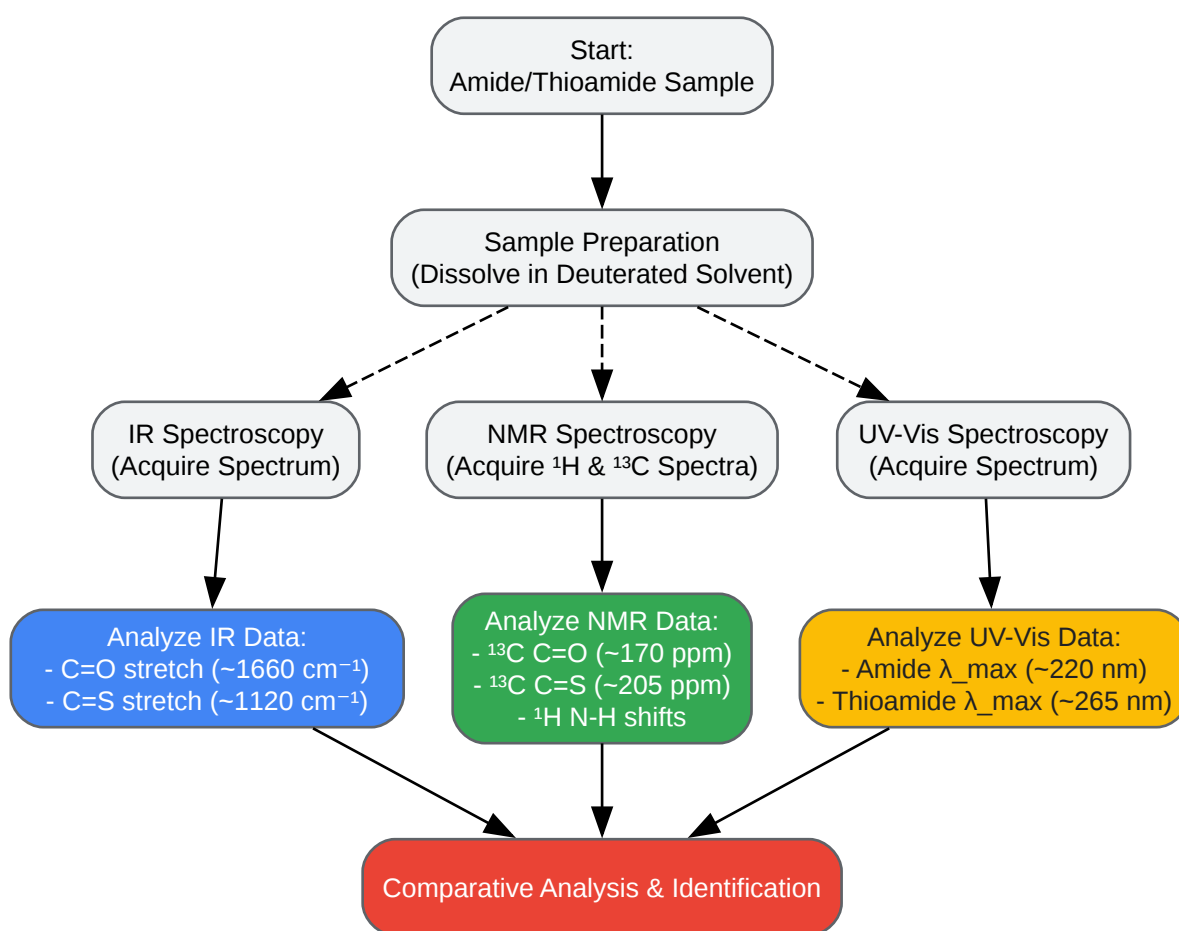 Start:
Amide/Thioamide Sample
Sample Preparation
(Dissolve in Deuterated Solvent)
IR Spectroscopy
(Acquire Spectrum)
NMR Spectroscopy
(Acquire ¹H & ¹³C Spectra)
UV-Vis Spectroscopy
(Acquire Spectrum)
Analyze IR Data:
- C=O stretch (~1660 cm⁻¹)
- C=S stretch (~1120 cm⁻¹)
Analyze NMR Data:
- ¹³C C=O (~170 ppm)
- ¹³C C=S (~205 ppm)
- ¹H N-H shifts
Analyze UV-Vis Data:
- Amide λ_max (~220 nm)
- Thioamide λ_max (~265 nm)
Comparative Analysis & Identification